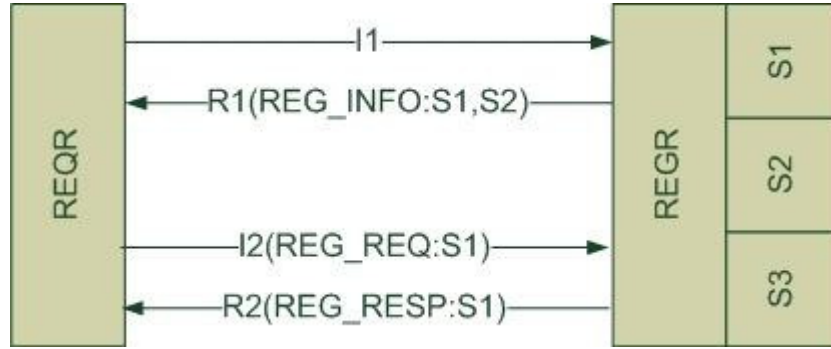 I1
R1(REG_INFO:S1,S2)
I2(REG_REQ:S1)
R2(REG_RESP:S1)
REQR
REGR
S1
S2
S3